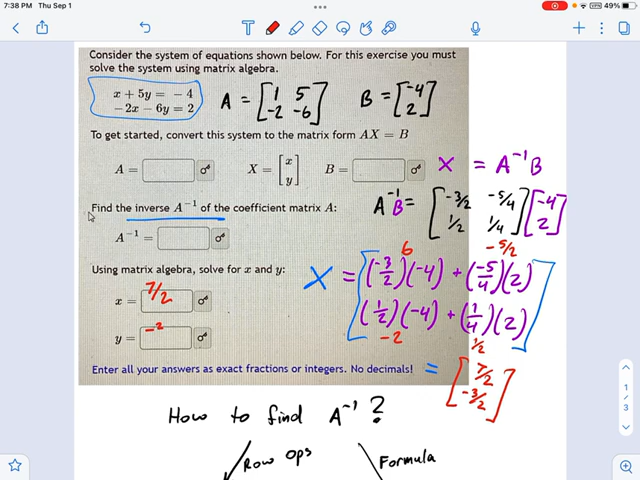 7:38 PM Thu Sep 1
49%
Consider the system of equations shown below. For this exercise you must
solve the system using matrix algebra.
x + 5y = − 4
−2x − 6y = 2
A = [1 5
-2 -6]
B = [-4
2]
To get started, convert this system to the matrix form AX = B
A =
X = [x
y]
B =
X = A⁻¹B
Find the inverse A⁻¹ of the coefficient matrix A:
A⁻¹B = [-3/2 -5/4
1/2 1/4] [-4
2]
A⁻¹ =
6 -5/2
X = [(-3/2)(-4) + (-5/4)(2)
(1/2)(-4) + (1/4)(2)]
-2 1/2
Using matrix algebra, solve for x and y:
x = 7/2
y = -2
Enter all your answers as exact fractions or integers. No decimals!
= [7/2
-3/2]
How to find A⁻¹ ?
Row ops
Formula
1
3